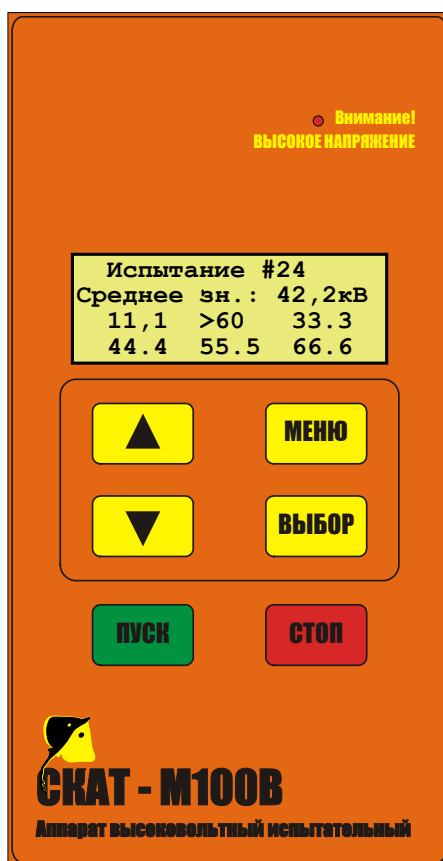 Внимание!
ВЫСОКОЕ НАПРЯЖЕНИЕ
Испытание #24
Среднее зн.: 42,2кВ
11,1 >60 33.3
44.4 55.5 66.6
МЕНЮ
ВЫБОР
ПУСК СТОП
СКАТ - М100В
Аппарат высоковольтный испытательный